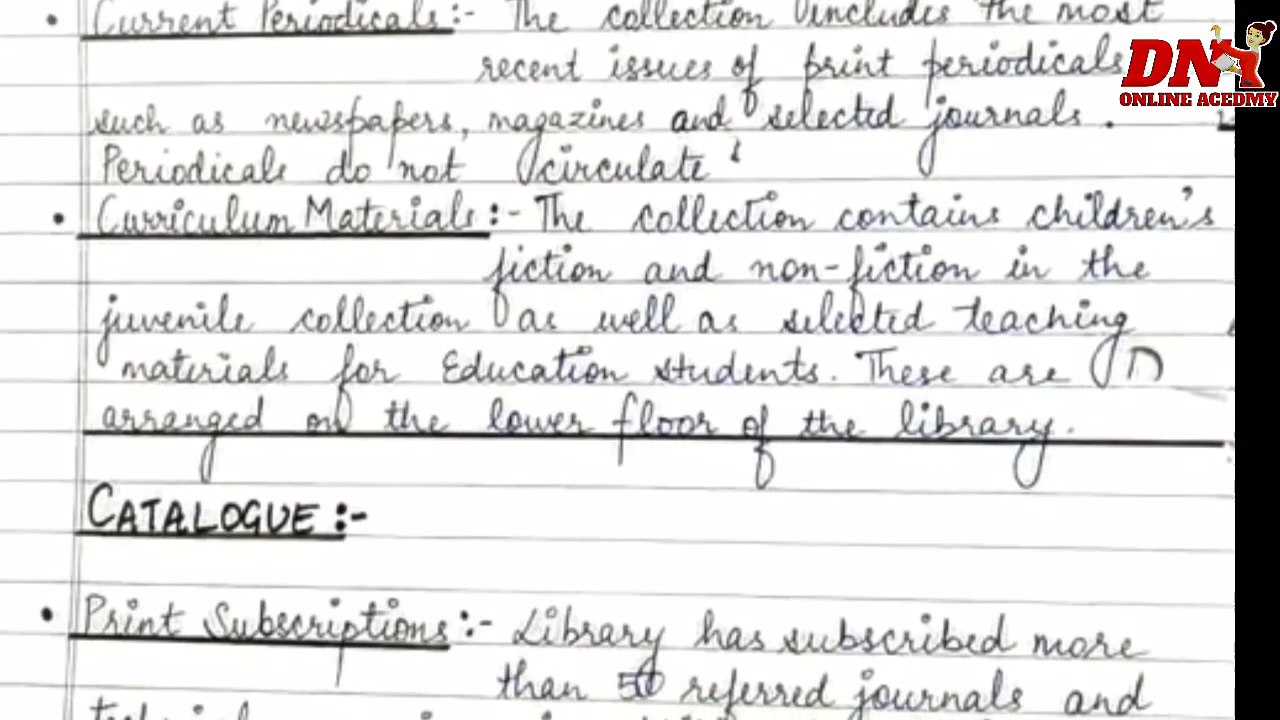 • Current Periodicals :- The collection includes the most
recent issues of print periodicals
such as newspapers, magazines and selected journals.
Periodicals do not circulate
• Curriculum Materials :- The collection contains children's
fiction and non-fiction in the
juvenile collection as well as selected teaching
materials for Education students. These are
arranged on the lower floor of the library.
CATALOGUE :-
• Print Subscriptions :- Library has subscribed more
than 50 referred journals and
DNY
ONLINE ACEDMY